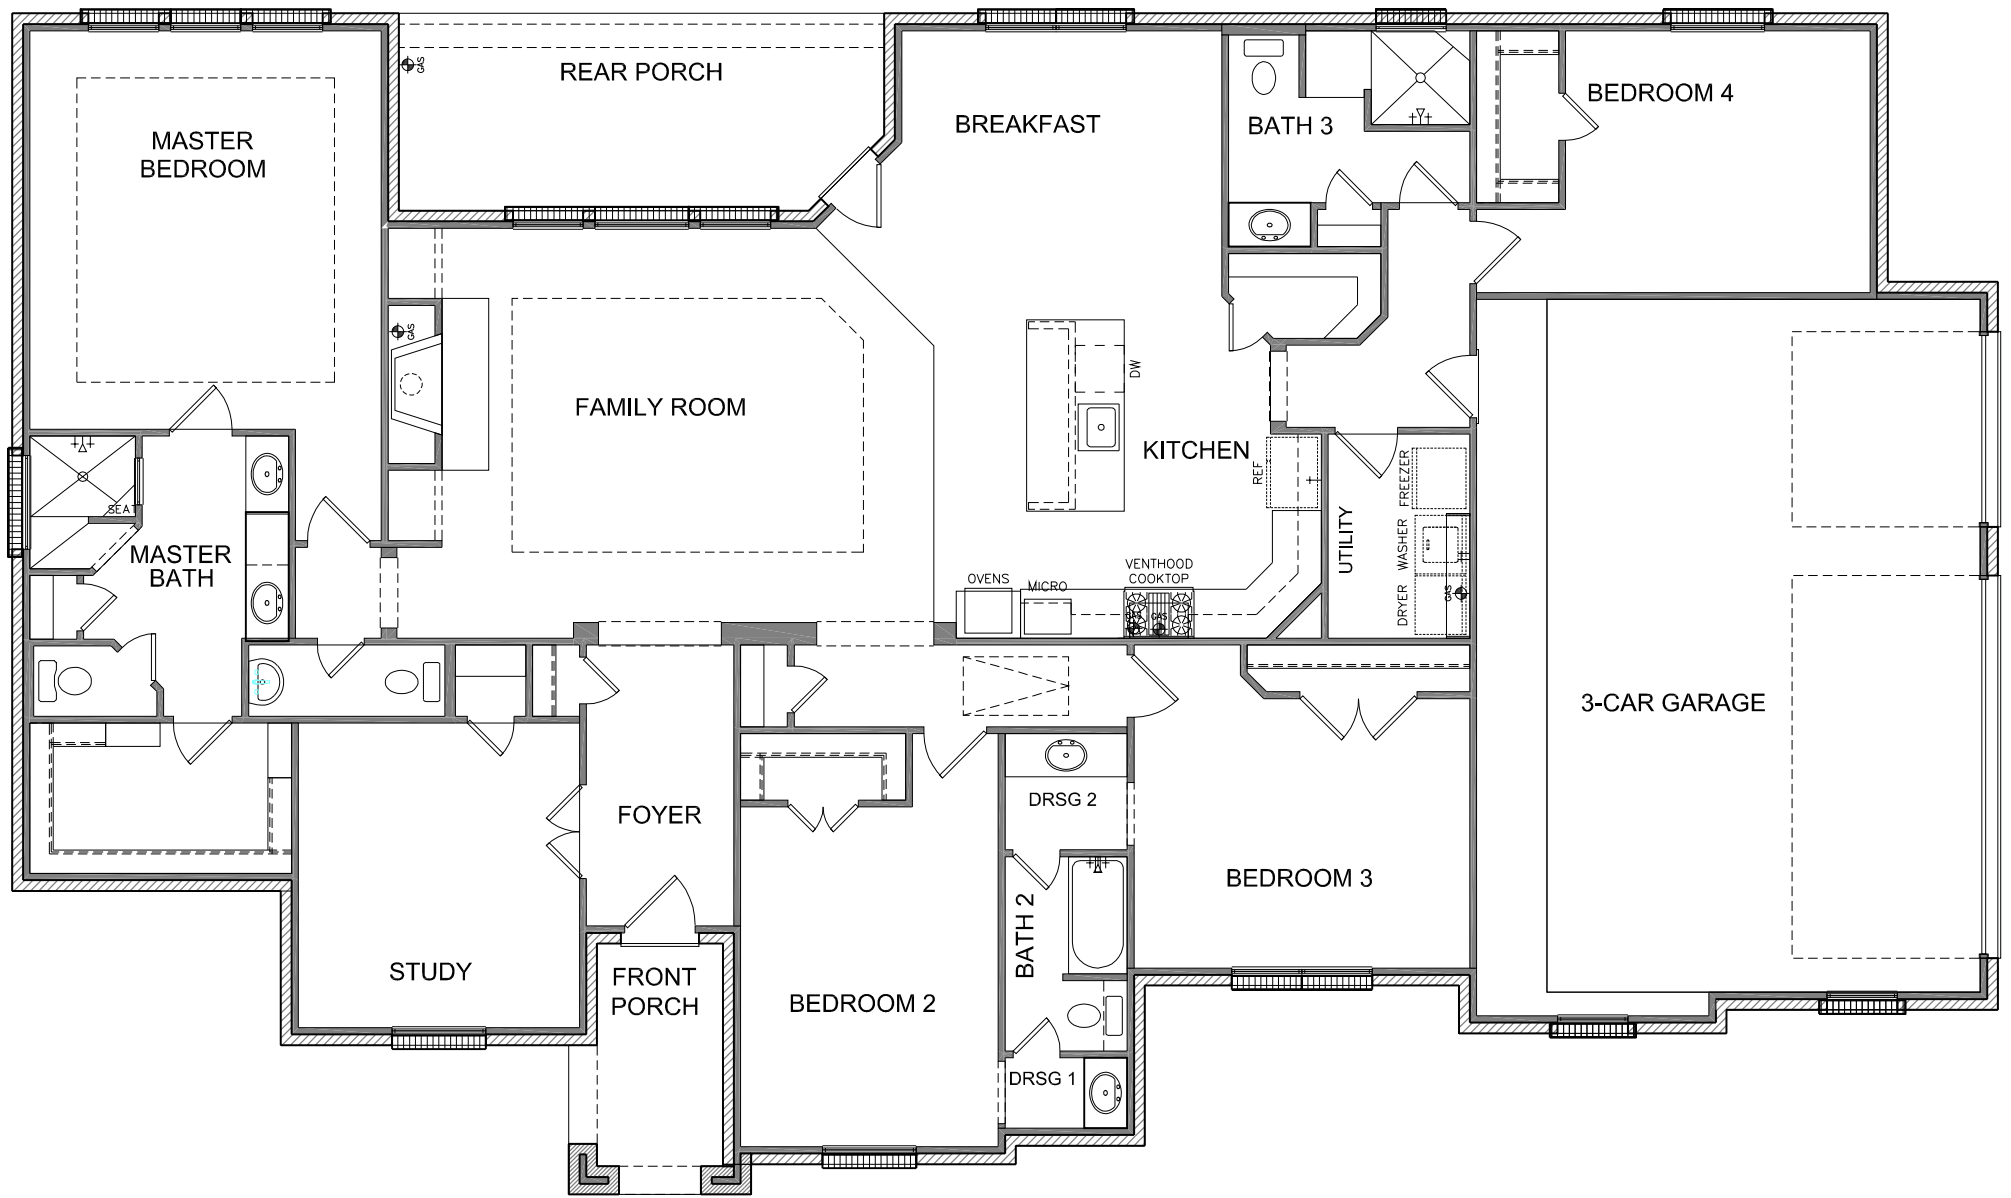 REAR PORCH
GAS
MASTER
BEDROOM
BREAKFAST
BATH 3
BEDROOM 4
GAS
FAMILY ROOM
DW
KITCHEN
REF
FREEZER
SEAT
MASTER
BATH
UTILITY
WASHER
VENTHOOD
COOKTOP
OVENS
MICRO
DRYER
GAS
GAS
GAS
3-CAR GARAGE
FOYER
DRSG 2
BEDROOM 3
BATH 2
STUDY
FRONT
PORCH
BEDROOM 2
DRSG 1